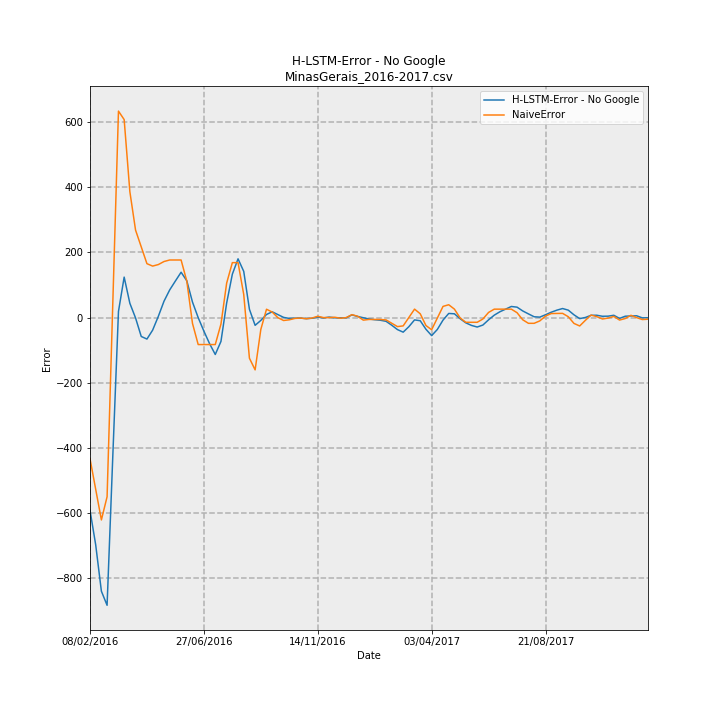 H-LSTM-Error - No Google
MinasGerais_2016-2017.csv
H-LSTM-Error - No Google
NaiveError
600
400
200
0
−200
−400
−600
−800
Error
08/02/2016
27/06/2016
14/11/2016
03/04/2017
21/08/2017
Date